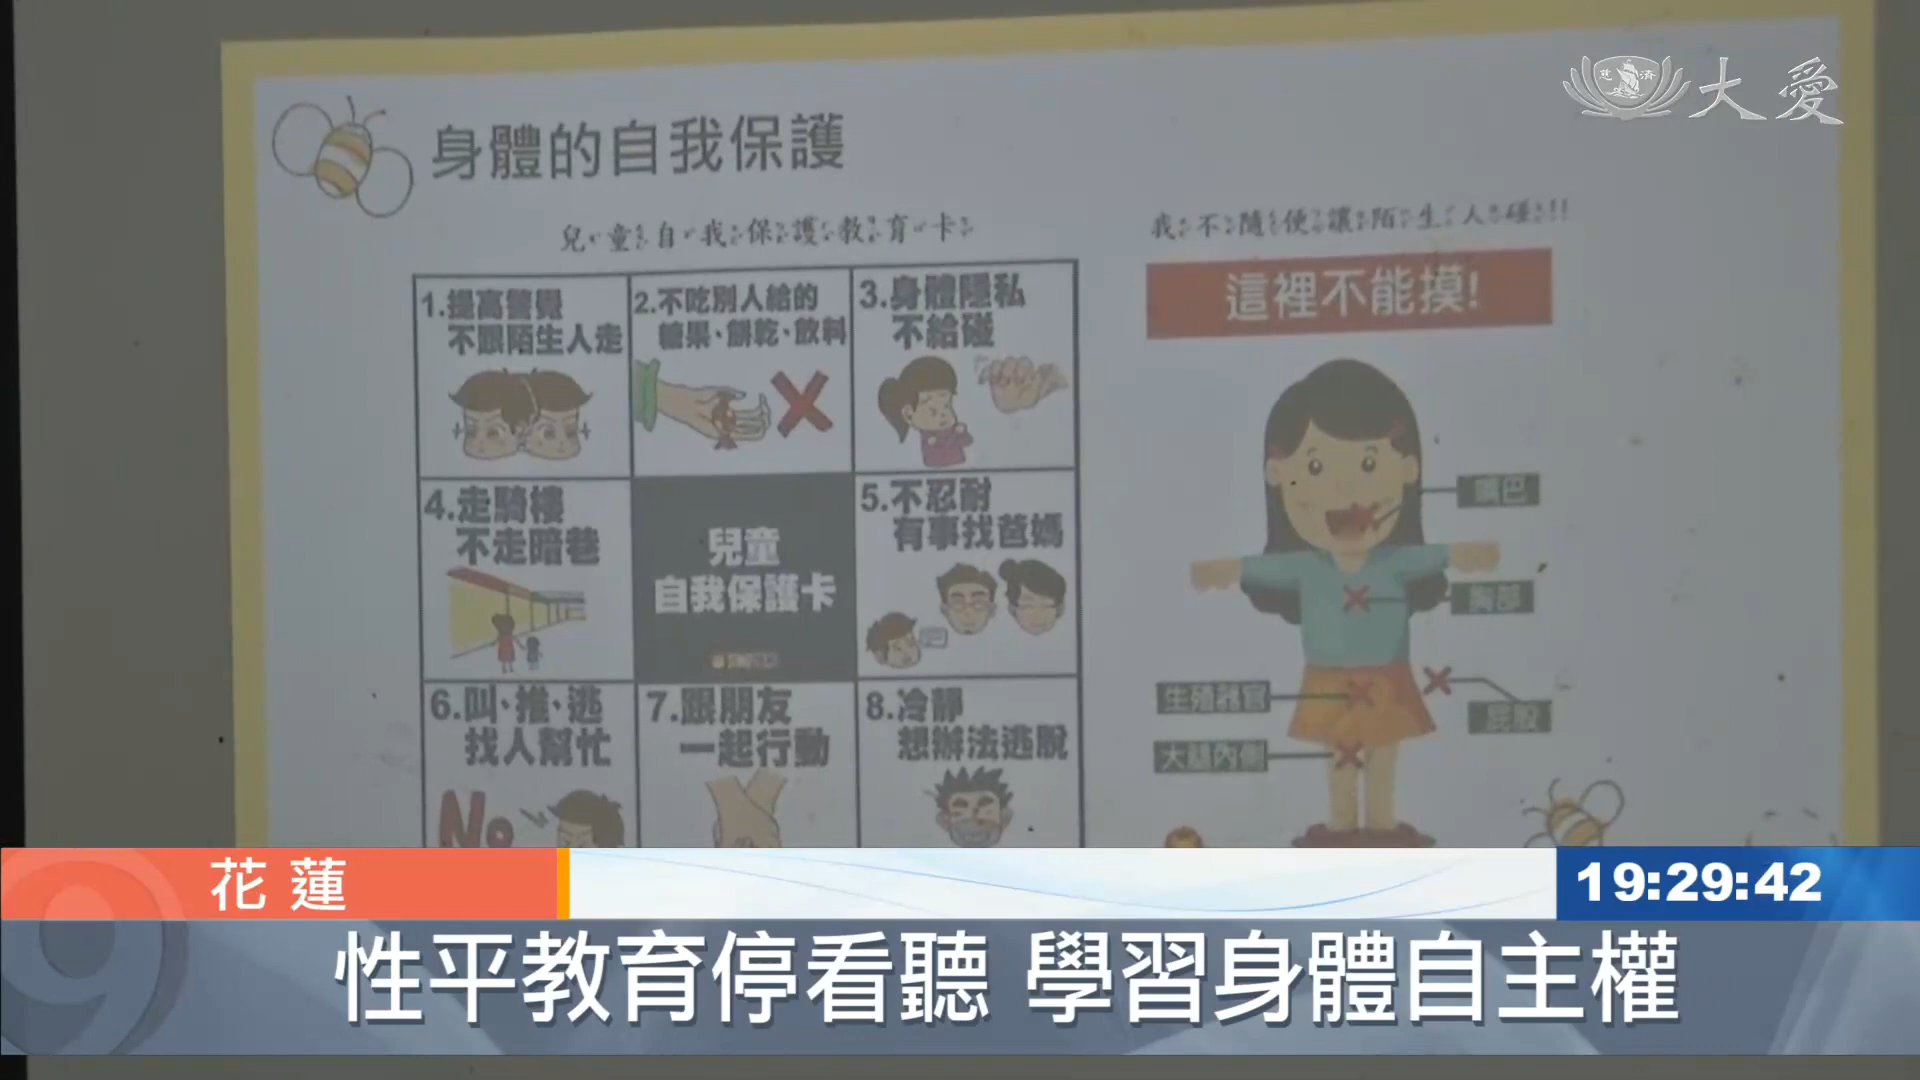 慈濟
大愛
身體的自我保護
兒童自我保護教育卡
我不隨便讓陌生人碰!!
這裡不能摸!
1.提高警覺
不跟陌生人走
2.不吃別人給的
糖果、餅乾、飲料
3.身體隱私
不給碰
4.走騎樓
不走暗巷
兒童
自我保護卡
5.不忍耐
有事找爸媽
6.叫、推、逃
找人幫忙
No
7.跟朋友
一起行動
8.冷靜
想辦法逃脫
嘴巴
胸部
生殖器官
屁股
大腿內側
花蓮
19:29:42
性平教育停看聽 學習身體自主權